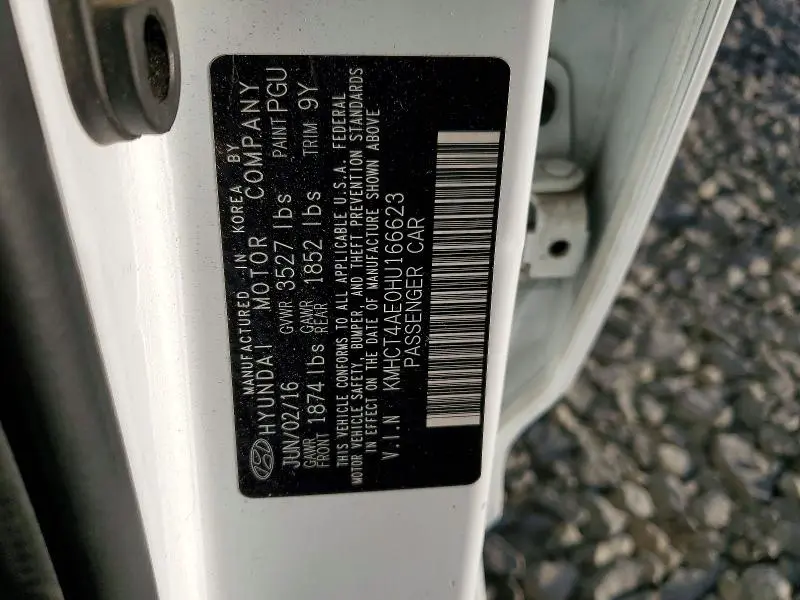 MANUFACTURED IN KOREA BY
HYUNDAI MOTOR COMPANY
JUN/02/16 GVWR 3527 lbs PAINT PGU
GAWR FRONT 1874 lbs GAWR REAR 1852 lbs TRIM 9Y
THIS VEHICLE CONFORMS TO ALL APPLICABLE U.S.A. FEDERAL
MOTOR VEHICLE SAFETY, BUMPER, AND THEFT PREVENTION STANDARDS
IN EFFECT ON THE DATE OF MANUFACTURE SHOWN ABOVE
V.I.N KMHCT4AE0HU166623
PASSENGER CAR